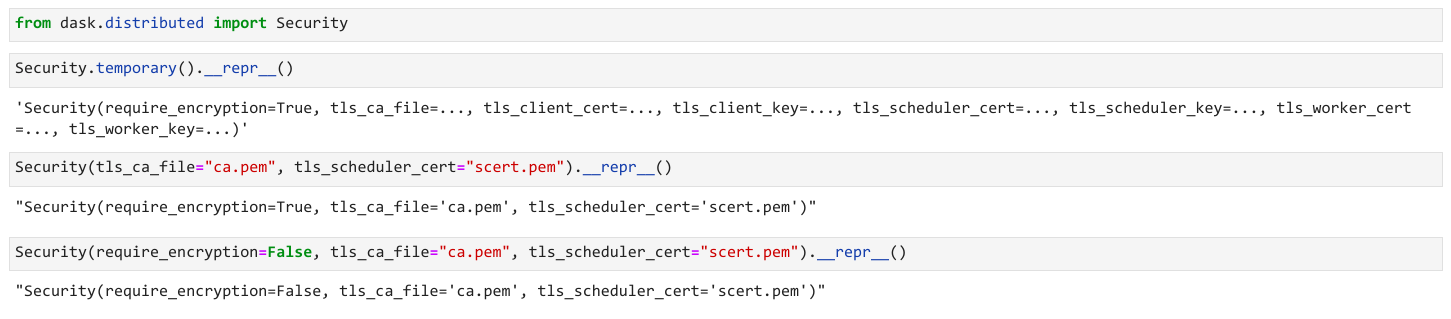 from dask.distributed import Security
Security.temporary().__repr__()
'Security(require_encryption=True, tls_ca_file=..., tls_client_cert=..., tls_client_key=..., tls_scheduler_cert=..., tls_scheduler_key=..., tls_worker_cert
=..., tls_worker_key=...)'
Security(tls_ca_file="ca.pem", tls_scheduler_cert="scert.pem").__repr__()
"Security(require_encryption=True, tls_ca_file='ca.pem', tls_scheduler_cert='scert.pem')"
Security(require_encryption=False, tls_ca_file="ca.pem", tls_scheduler_cert="scert.pem").__repr__()
"Security(require_encryption=False, tls_ca_file='ca.pem', tls_scheduler_cert='scert.pem')"